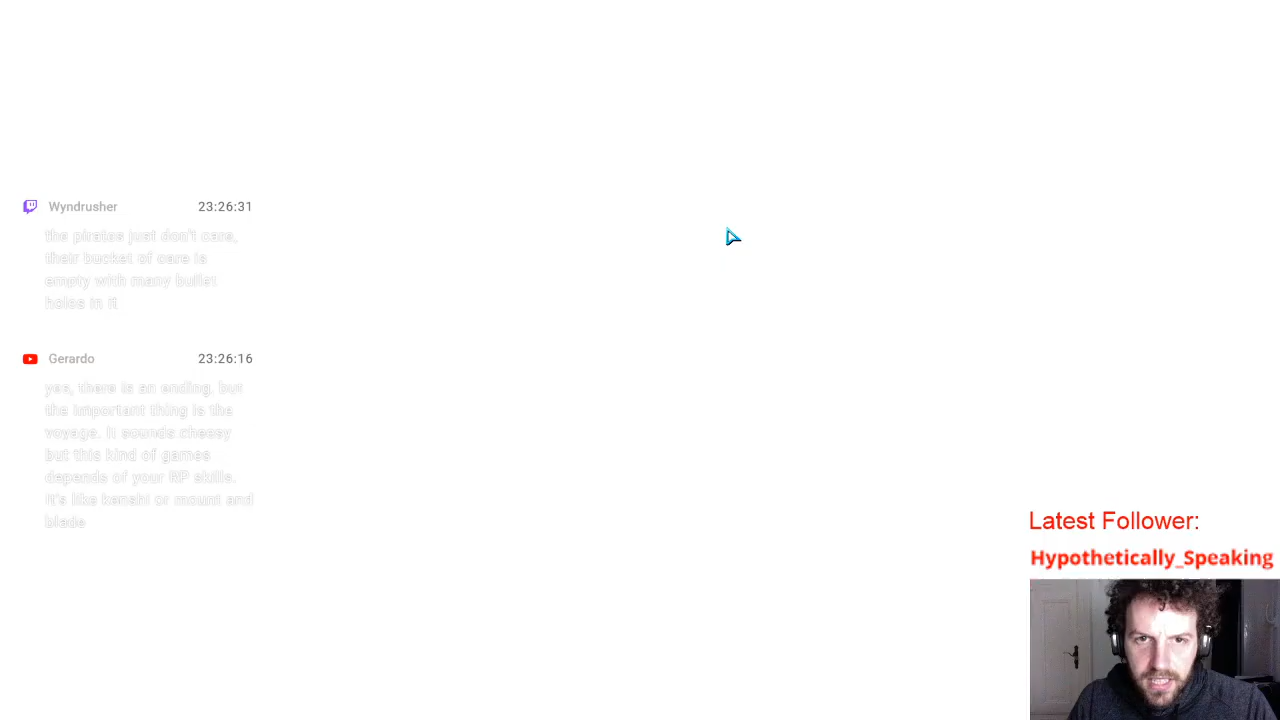 Wyndrusher 23:26:31
the pirates just don't care,
their bucket of care is
empty with many bullet
holes in it
Gerardo 23:26:16
yes, there is an ending. but
the important thing is the
voyage. It sounds cheesy
but this kind of games
depends of your RP skills.
It's like kenshi or mount and
blade
Latest Follower:
Hypothetically_Speaking